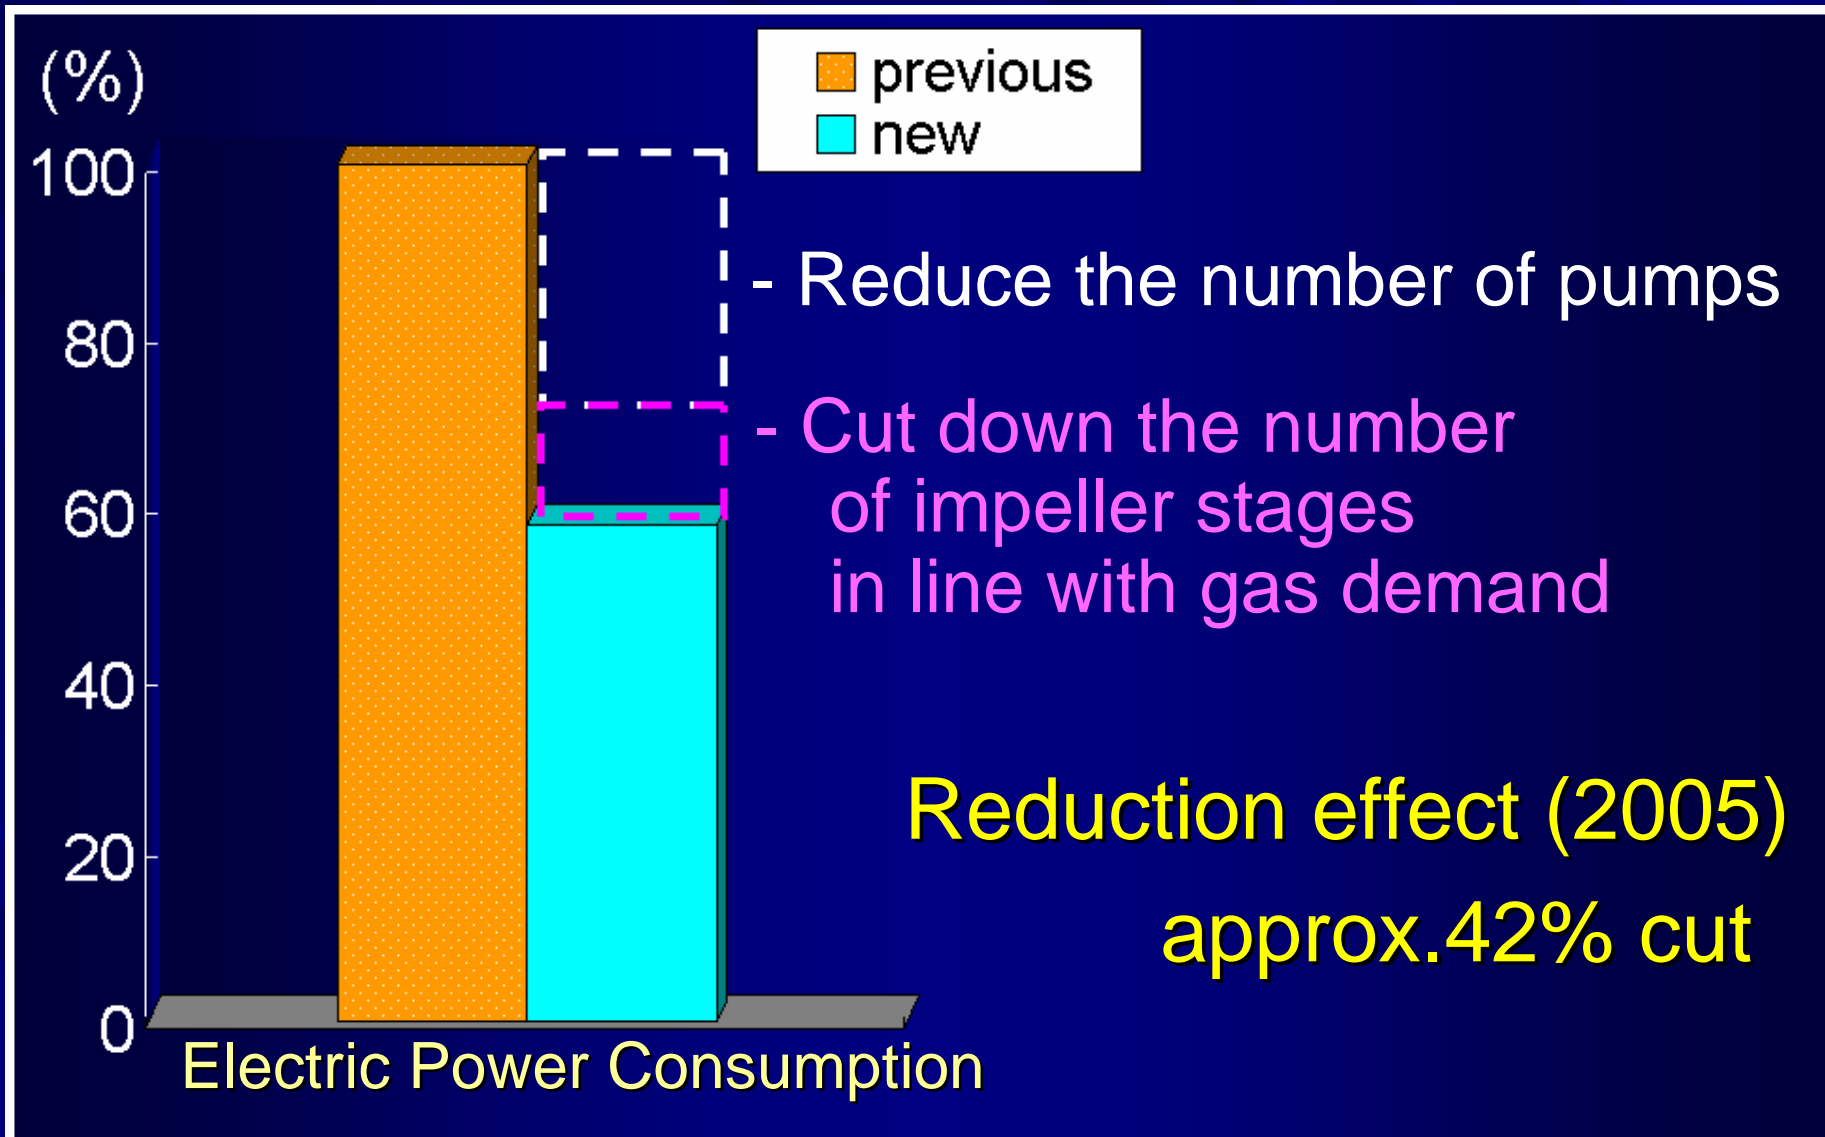 (%)
previous
new
100
80
60
40
20
0
- Reduce the number of pumps
- Cut down the number
of impeller stages
in line with gas demand
Reduction effect (2005)
approx.42% cut
Electric Power Consumption